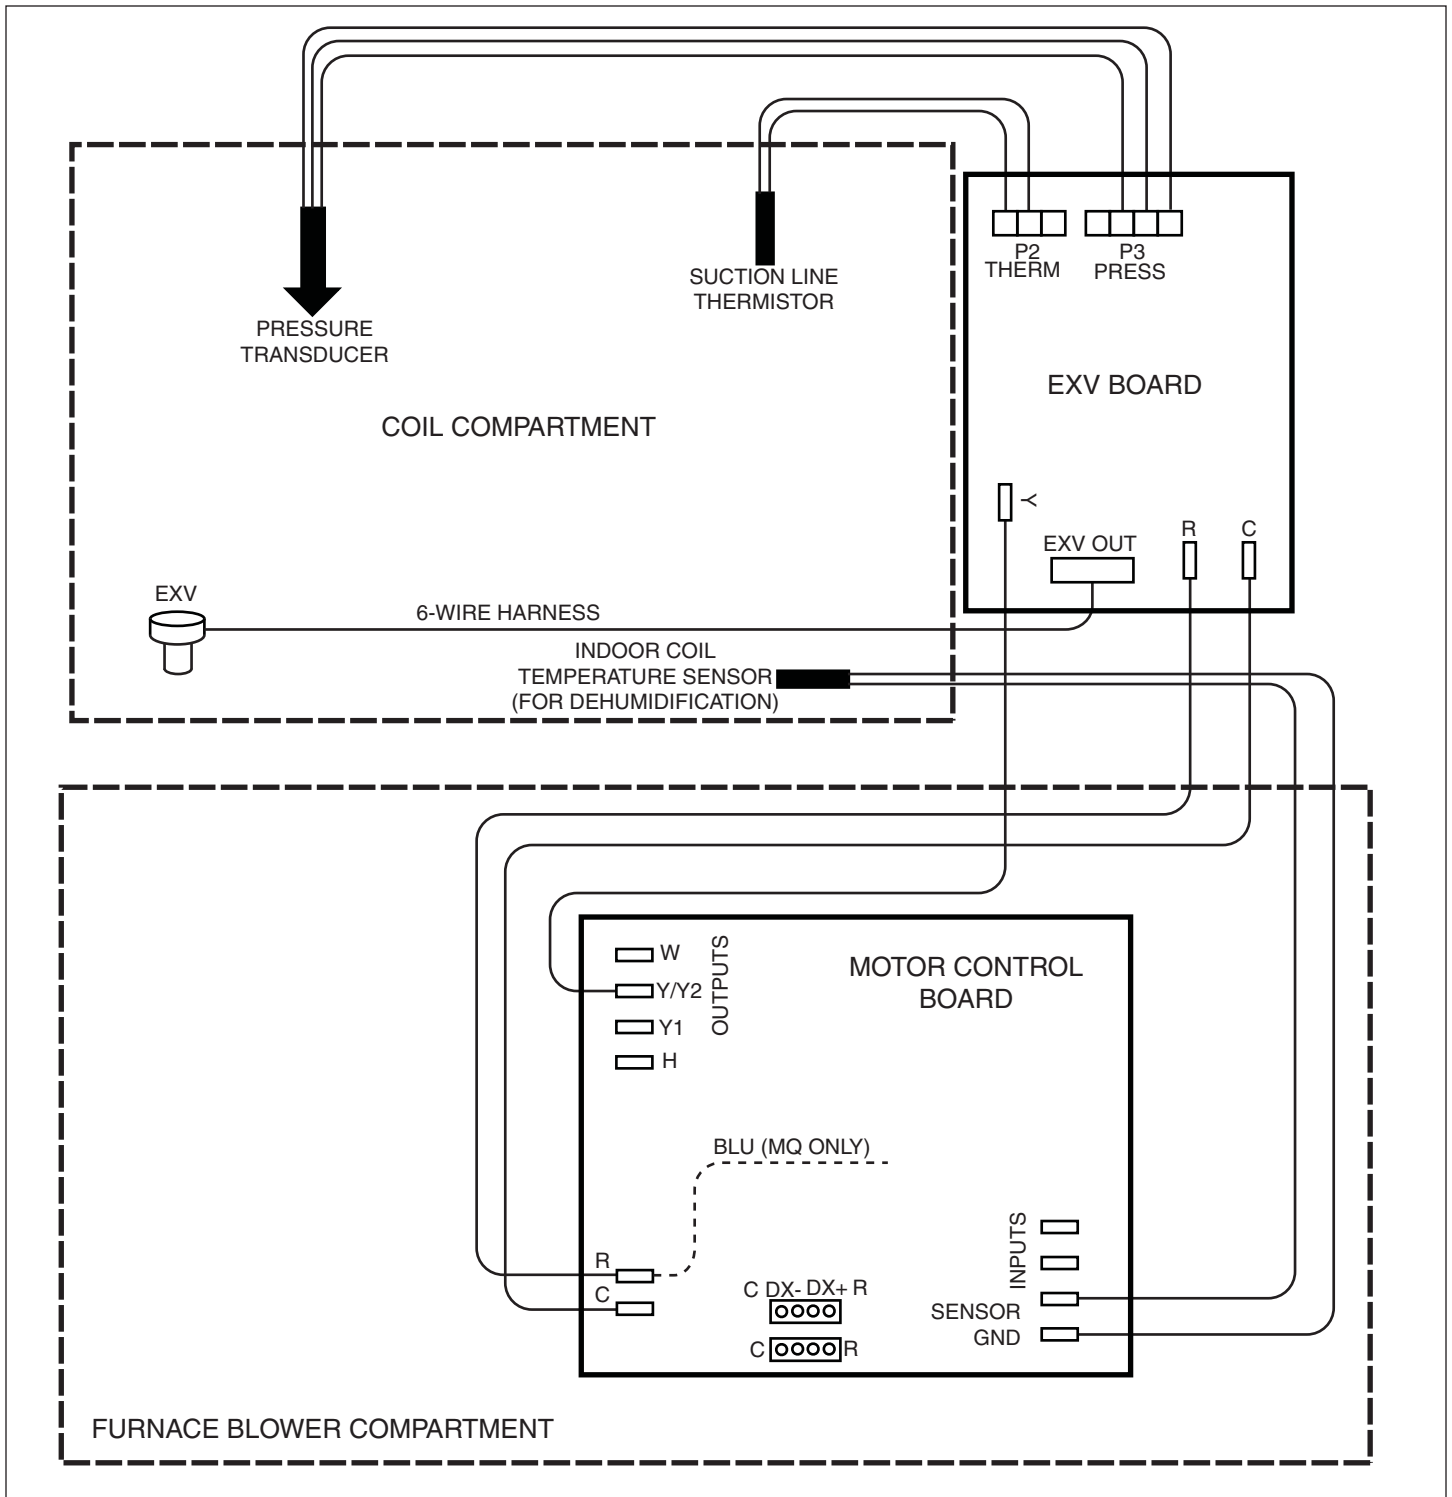 P2
THERM
P3
PRESS
SUCTION LINE
THERMISTOR
PRESSURE
TRANSDUCER
EXV BOARD
COIL COMPARTMENT
Y
EXV OUT
R
C
EXV
6-WIRE HARNESS
INDOOR COIL
TEMPERATURE SENSOR
(FOR DEHUMIDIFICATION)
W
Y/Y2
Y1
H
OUTPUTS
MOTOR CONTROL
BOARD
BLU (MQ ONLY)
R
C
C DX- DX+ R
C R
INPUTS
SENSOR
GND
FURNACE BLOWER COMPARTMENT